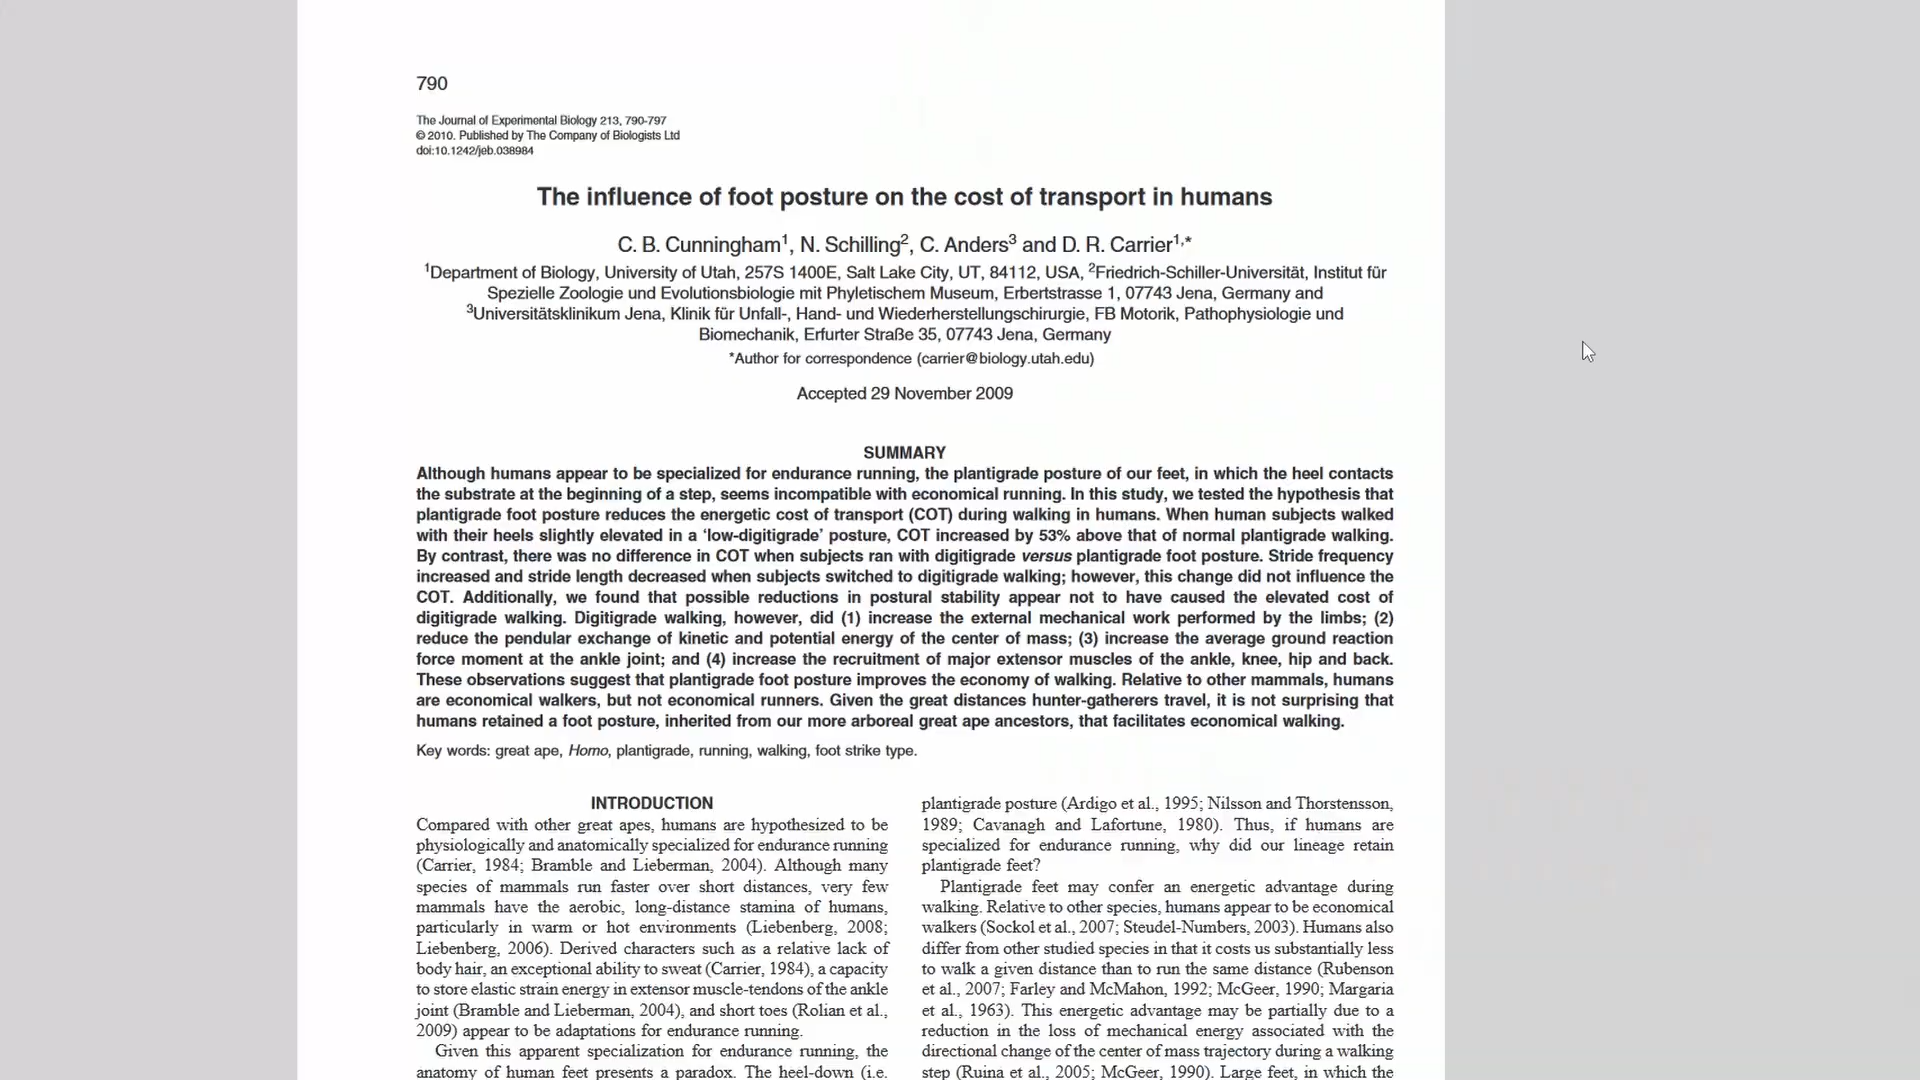 790
The Journal of Experimental Biology 213, 790-797
© 2010. Published by The Company of Biologists Ltd
doi:10.1242/jeb.038984
The influence of foot posture on the cost of transport in humans
C. B. Cunningham1, N. Schilling2, C. Anders3 and D. R. Carrier1,*
1Department of Biology, University of Utah, 257S 1400E, Salt Lake City, UT, 84112, USA, 2Friedrich-Schiller-Universität, Institut für
Spezielle Zoologie und Evolutionsbiologie mit Phyletischem Museum, Erbertstrasse 1, 07743 Jena, Germany and
3Universitätsklinikum Jena, Klinik für Unfall-, Hand- und Wiederherstellungschirurgie, FB Motorik, Pathophysiologie und
Biomechanik, Erfurter Straße 35, 07743 Jena, Germany
*Author for correspondence (carrier@biology.utah.edu)
Accepted 29 November 2009
SUMMARY
Although humans appear to be specialized for endurance running, the plantigrade posture of our feet, in which the heel contacts
the substrate at the beginning of a step, seems incompatible with economical running. In this study, we tested the hypothesis that
plantigrade foot posture reduces the energetic cost of transport (COT) during walking in humans. When human subjects walked
with their heels slightly elevated in a ‘low-digitigrade’ posture, COT increased by 53% above that of normal plantigrade walking.
By contrast, there was no difference in COT when subjects ran with digitigrade versus plantigrade foot posture. Stride frequency
increased and stride length decreased when subjects switched to digitigrade walking; however, this change did not influence the
COT. Additionally, we found that possible reductions in postural stability appear not to have caused the elevated cost of
digitigrade walking. Digitigrade walking, however, did (1) increase the external mechanical work performed by the limbs; (2)
reduce the pendular exchange of kinetic and potential energy of the center of mass; (3) increase the average ground reaction
force moment at the ankle joint; and (4) increase the recruitment of major extensor muscles of the ankle, knee, hip and back.
These observations suggest that plantigrade foot posture improves the economy of walking. Relative to other mammals, humans
are economical walkers, but not economical runners. Given the great distances hunter-gatherers travel, it is not surprising that
humans retained a foot posture, inherited from our more arboreal great ape ancestors, that facilitates economical walking.
Key words: great ape, Homo, plantigrade, running, walking, foot strike type.
INTRODUCTION
Compared with other great apes, humans are hypothesized to be
physiologically and anatomically specialized for endurance running
(Carrier, 1984; Bramble and Lieberman, 2004). Although many
species of mammals run faster over short distances, very few
mammals have the aerobic, long-distance stamina of humans,
particularly in warm or hot environments (Liebenberg, 2008;
Liebenberg, 2006). Derived characters such as a relative lack of
body hair, an exceptional ability to sweat (Carrier, 1984), a capacity
to store elastic strain energy in extensor muscle-tendons of the ankle
joint (Bramble and Lieberman, 2004), and short toes (Rolian et al.,
2009) appear to be adaptations for endurance running.
Given this apparent specialization for endurance running, the
anatomy of human feet presents a paradox. The heel-down (i.e.
plantigrade posture (Ardigo et al., 1995; Nilsson and Thorstensson,
1989; Cavanagh and Lafortune, 1980). Thus, if humans are
specialized for endurance running, why did our lineage retain
plantigrade feet?
Plantigrade feet may confer an energetic advantage during
walking. Relative to other species, humans appear to be economical
walkers (Sockol et al., 2007; Steudel-Numbers, 2003). Humans also
differ from other studied species in that it costs us substantially less
to walk a given distance than to run the same distance (Rubenson
et al., 2007; Farley and McMahon, 1992; McGeer, 1990; Margaria
et al., 1963). This energetic advantage may be partially due to a
reduction in the loss of mechanical energy associated with the
directional change of the center of mass trajectory during a walking
step (Ruina et al., 2005; McGeer, 1990). Large feet, in which the